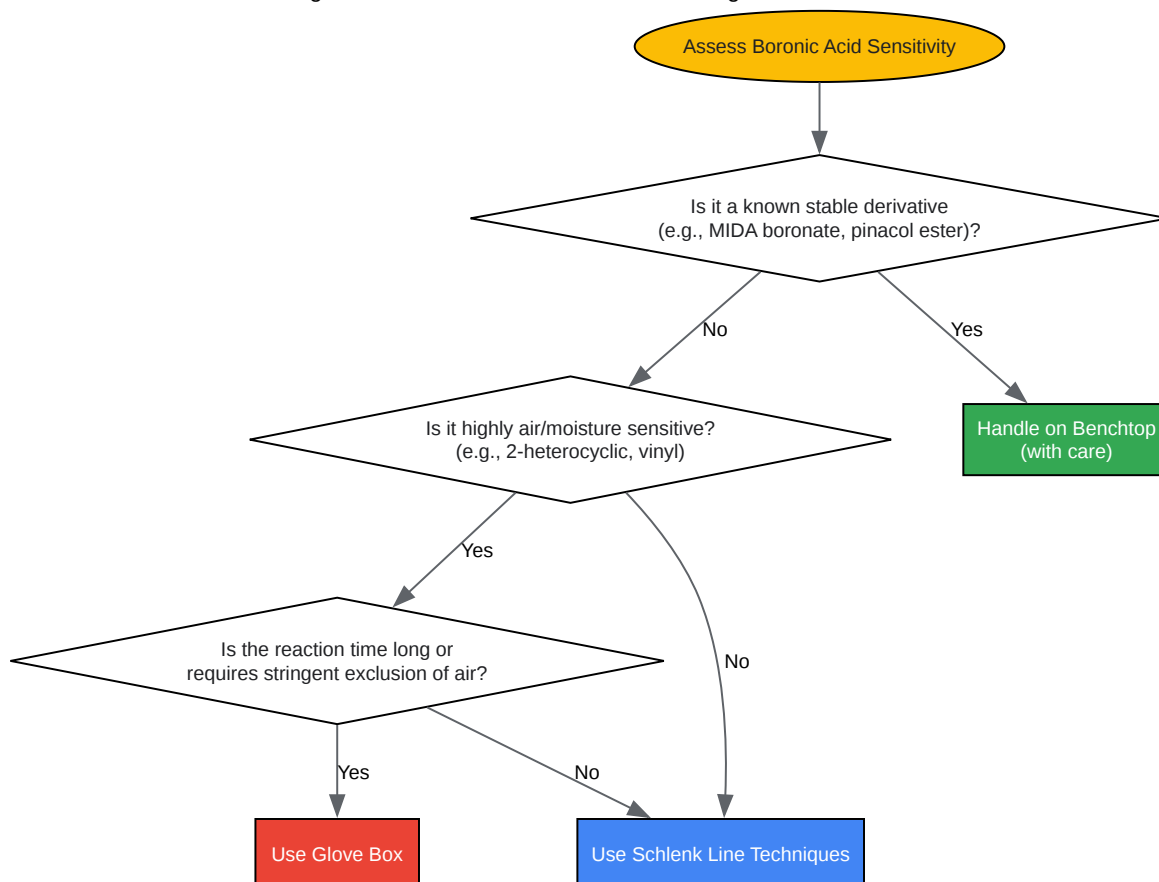 Assess Boronic Acid Sensitivity
Is it a known stable derivative
(e.g., MIDA boronate, pinacol ester)?
No
Yes
Is it highly air/moisture sensitive?
(e.g., 2-heterocyclic, vinyl)
Handle on Benchtop
(with care)
Yes
Is the reaction time long or
requires stringent exclusion of air?
No
Yes
No
Use Glove Box
Use Schlenk Line Techniques